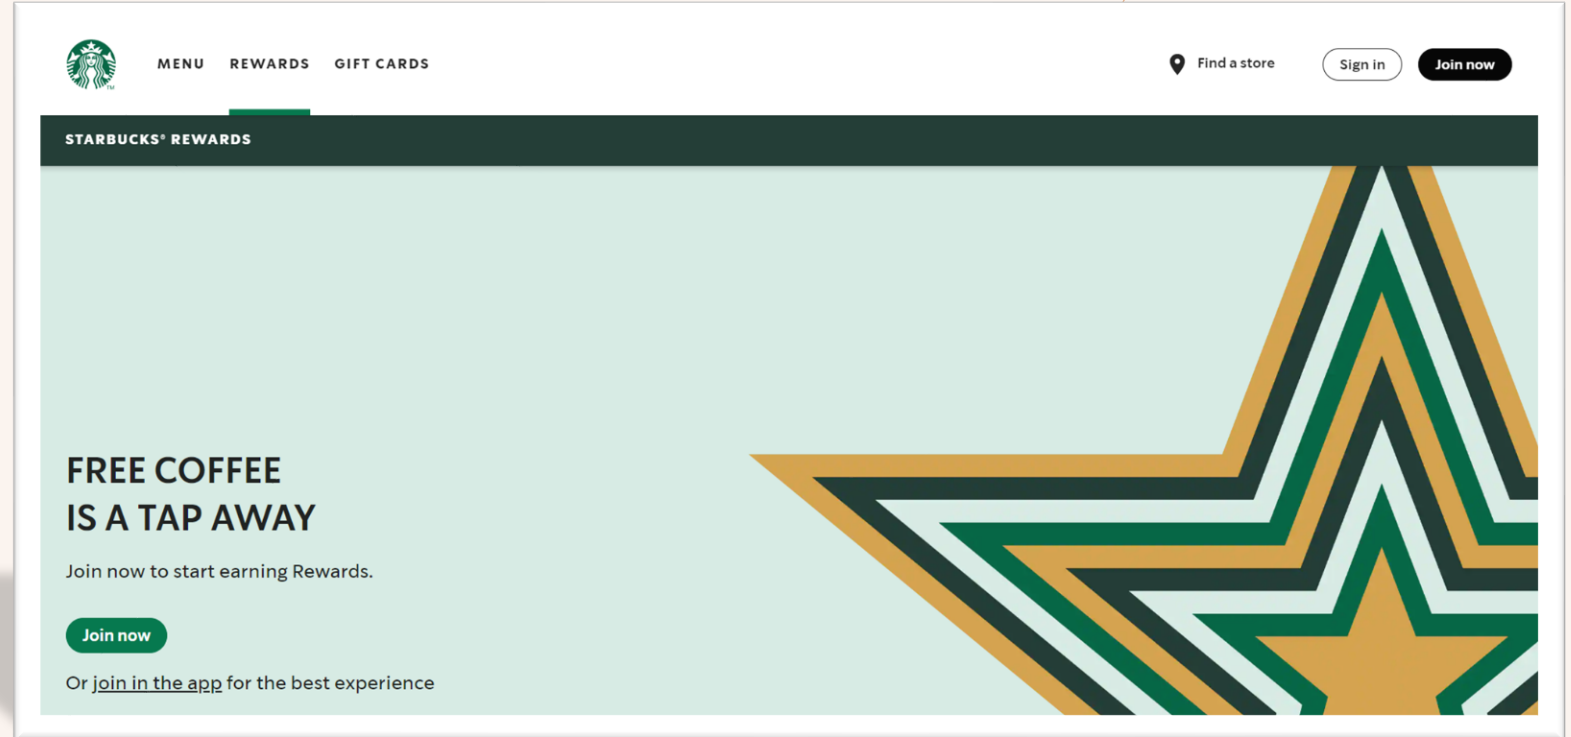 MENU REWARDS GIFT CARDS Find a store Sign in Join now
STARBUCKS® REWARDS
FREE COFFEE
IS A TAP AWAY
Join now to start earning Rewards.
Join now
Or join in the app for the best experience